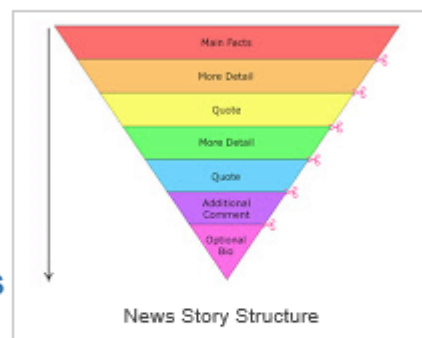 Main Facts
More Detail
Quote
More Detail
Quote
Additional
Comment
Optional
Bio
s
News Story Structure